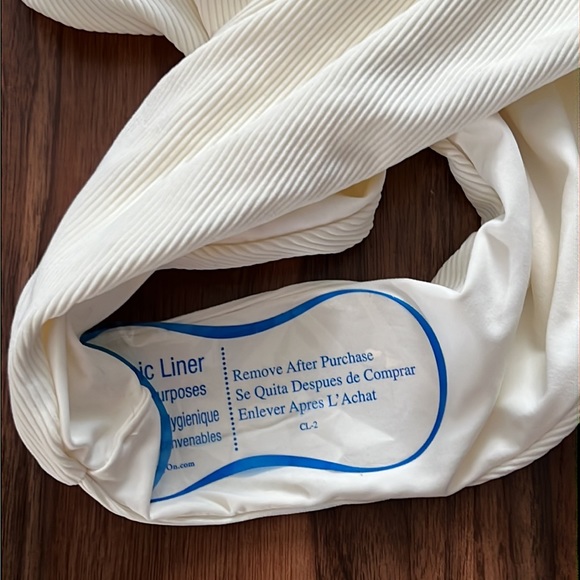 ic Liner
urposes
ygienique
nvenables
On.com
Remove After Purchase
Se Quita Despues de Comprar
Enlever Apres L'Achat
CL-2